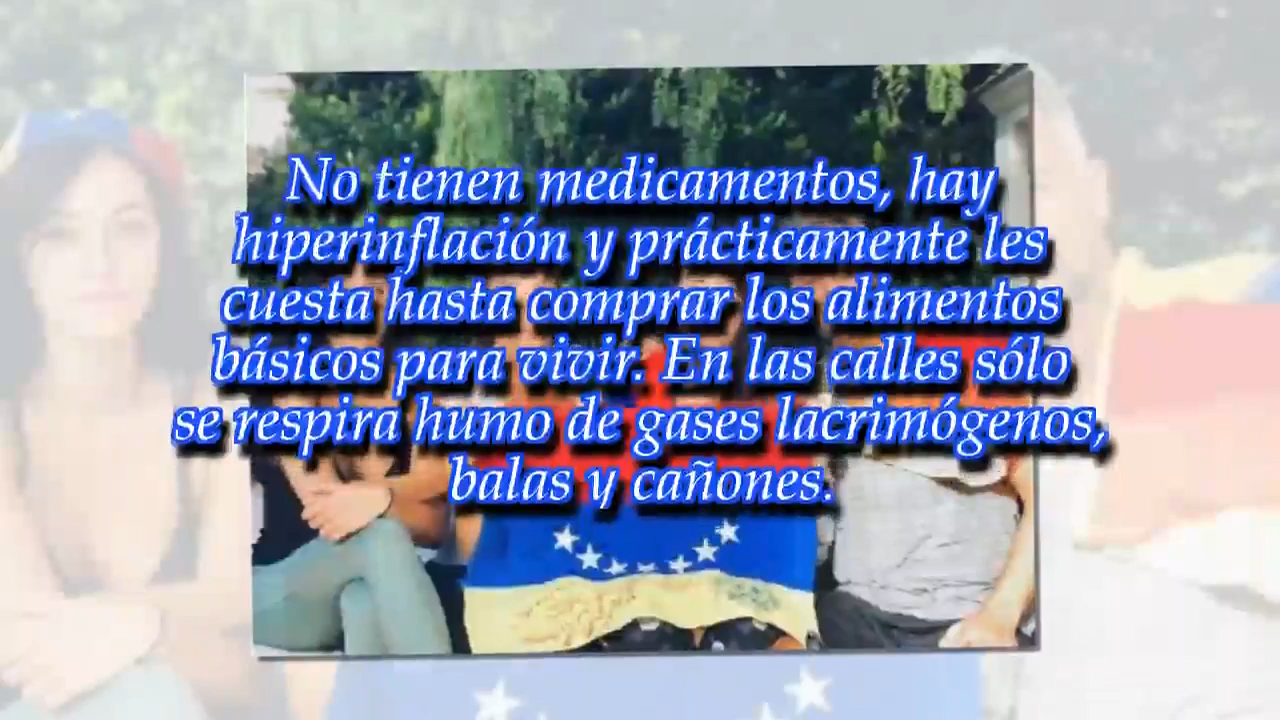 No tienen medicamentos, hay
hiperinflación y prácticamente les
cuesta hasta comprar los alimentos
básicos para vivir. En las calles sólo
se respira humo de gases lacrimógenos,
balas y cañones.